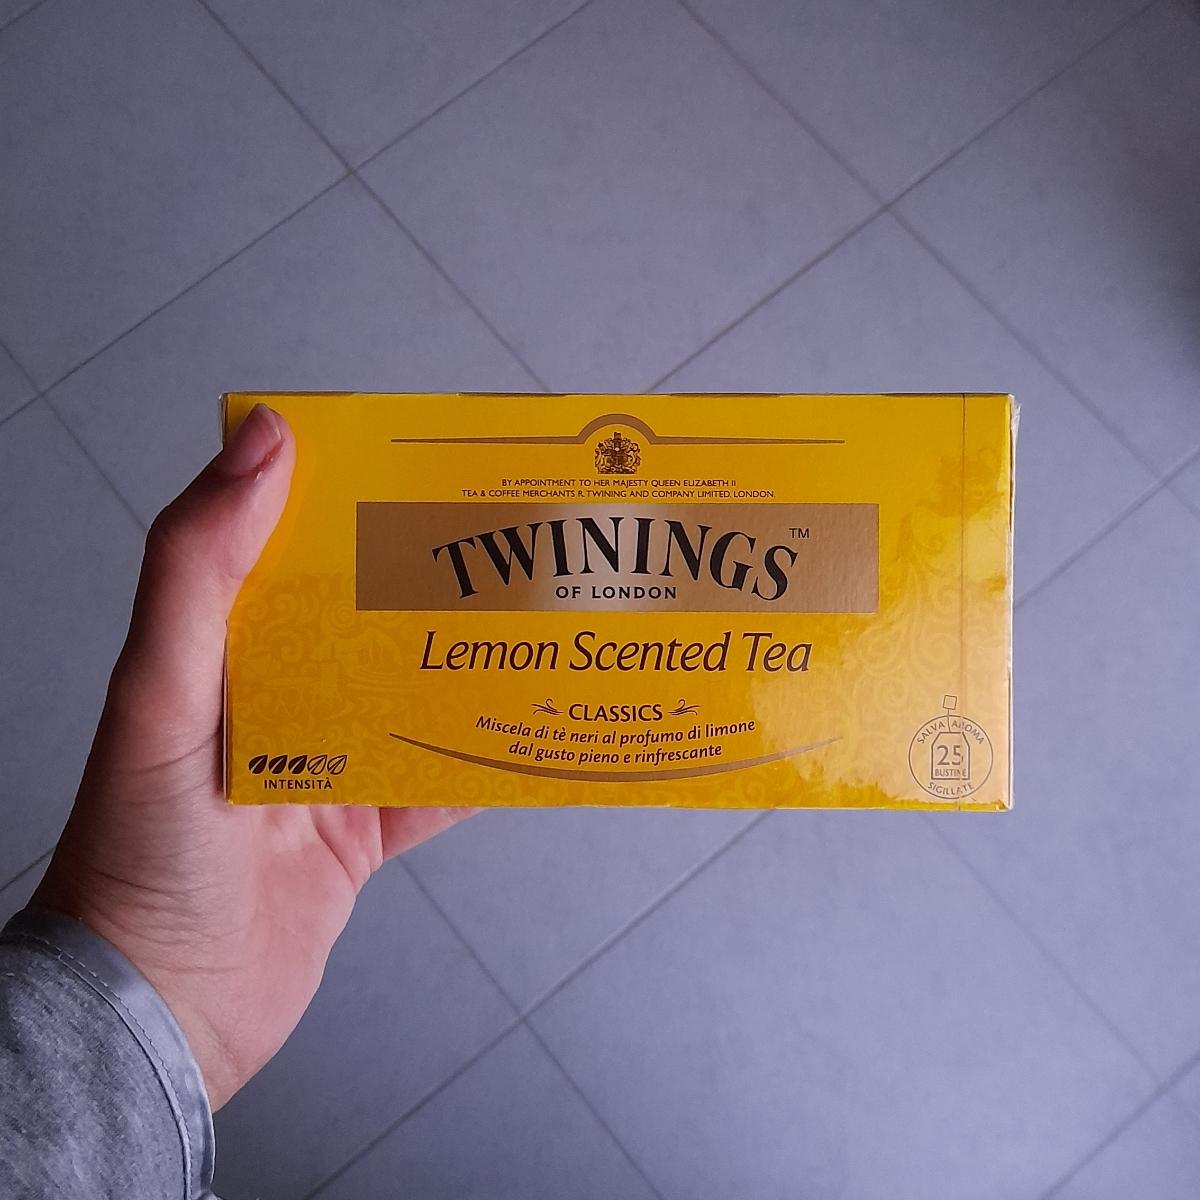 BY APPOINTMENT TO HER MAJESTY QUEEN ELIZABETH II
TEA & COFFEE MERCHANTS R. TWINING AND COMPANY LIMITED, LONDON.
TWININGS™
OF LONDON
Lemon Scented Tea
CLASSICS
Miscela di tè neri al profumo di limone
dal gusto pieno e rinfrescante
INTENSITÀ
SALVA AROMA
25
BUSTINE
SIGILLATE